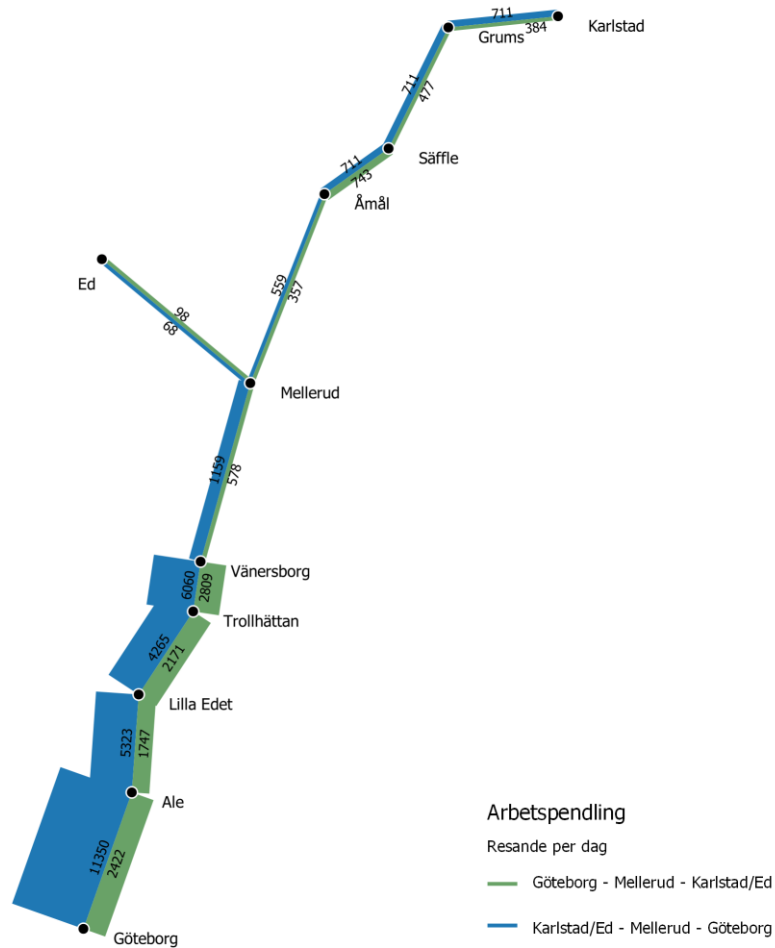 711
384
Karlstad
Grums
711
477
Säffle
711
743
Åmål
Ed
559
357
98
Mellerud
1159
578
Vänersborg
6060
2809
Trollhättan
4265
2171
Lilla Edet
5323
1747
Ale
11350
2422
Göteborg
Arbetspendling
Resande per dag
Göteborg - Mellerud - Karlstad/Ed
Karlstad/Ed - Mellerud - Göteborg